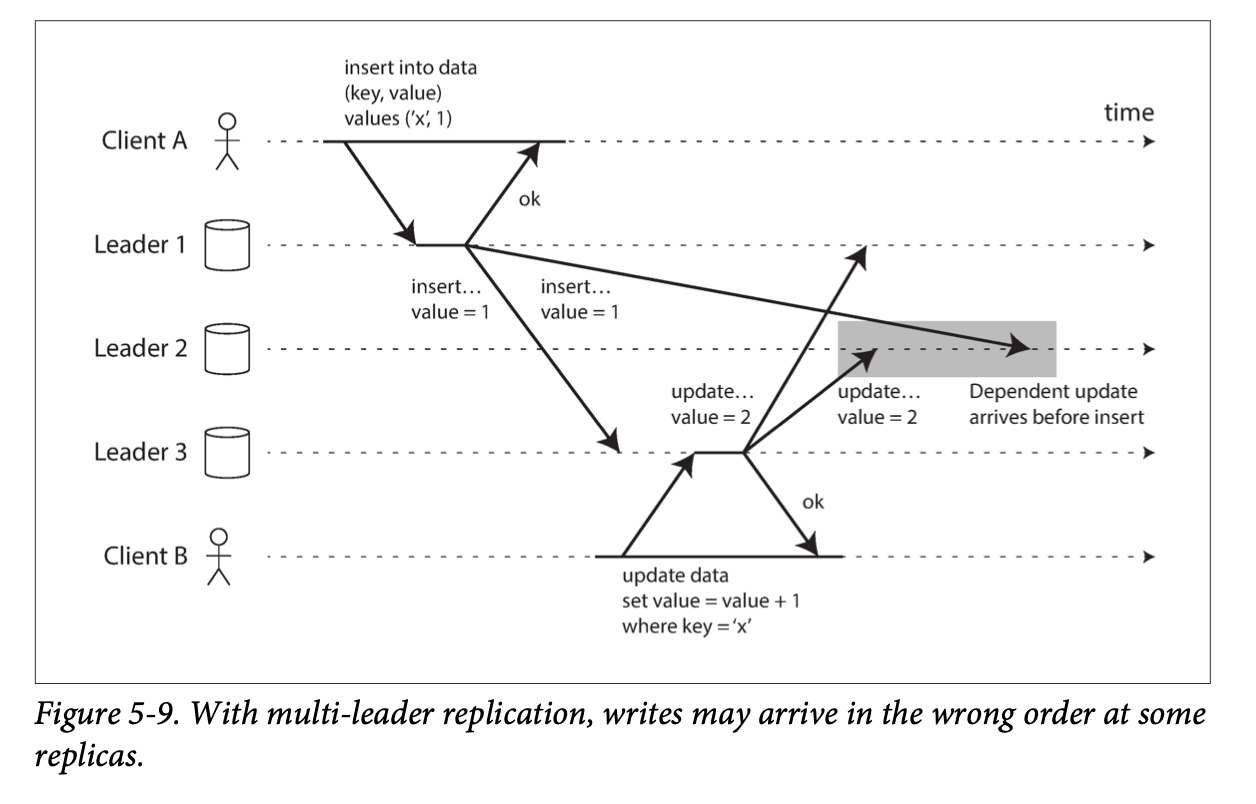 insert into data
(key, value)
values (‘x’, 1)
time
Client A
ok
Leader 1
insert…
value = 1
insert…
value = 1
Leader 2
update…
value = 2
update…
value = 2
Dependent update
arrives before insert
Leader 3
ok
Client B
update data
set value = value + 1
where key = ‘x’
Figure 5-9. With multi-leader replication, writes may arrive in the wrong order at some
replicas.